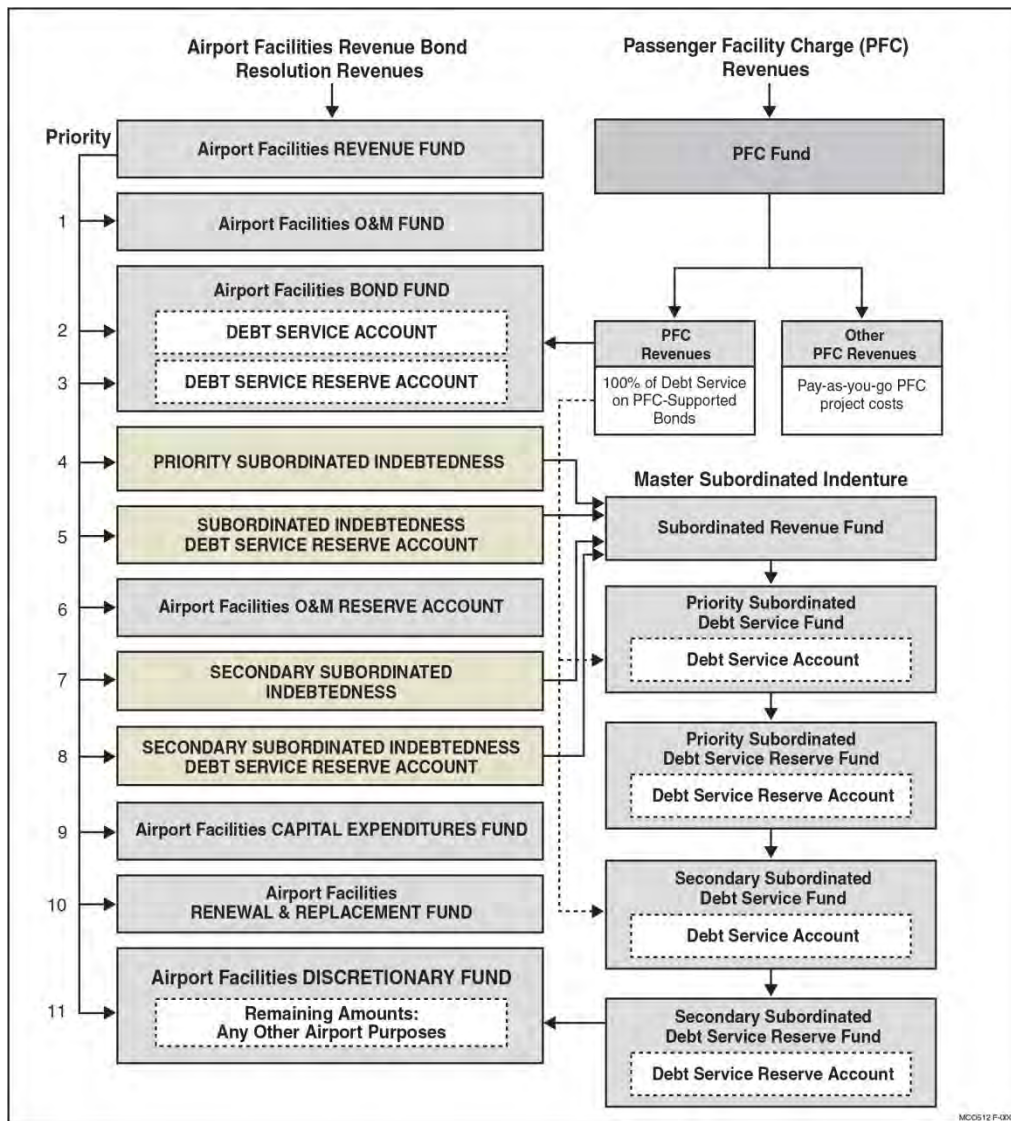 Airport Facilities Revenue Bond
Resolution Revenues
Priority
Airport Facilities REVENUE FUND
1
Airport Facilities O&M FUND
Airport Facilities BOND FUND
2
DEBT SERVICE ACCOUNT
3
DEBT SERVICE RESERVE ACCOUNT
4
PRIORITY SUBORDINATED INDEBTEDNESS
5
SUBORDINATED INDEBTEDNESS
DEBT SERVICE RESERVE ACCOUNT
6
Airport Facilities O&M RESERVE ACCOUNT
7
SECONDARY SUBORDINATED
INDEBTEDNESS
8
SECONDARY SUBORDINATED INDEBTEDNESS
DEBT SERVICE RESERVE ACCOUNT
9
Airport Facilities CAPITAL EXPENDITURES FUND
10
Airport Facilities
RENEWAL & REPLACEMENT FUND
Airport Facilities DISCRETIONARY FUND
11
Remaining Amounts:
Any Other Airport Purposes
Passenger Facility Charge (PFC)
Revenues
PFC Fund
PFC
Revenues
100% of Debt Service
on PFC-Supported
Bonds
Other
PFC Revenues
Pay-as-you-go PFC
project costs
Master Subordinated Indenture
Subordinated Revenue Fund
Priority Subordinated
Debt Service Fund
Debt Service Account
Priority Subordinated
Debt Service Reserve Fund
Debt Service Reserve Account
Secondary Subordinated
Debt Service Fund
Debt Service Account
Secondary Subordinated
Debt Service Reserve Fund
Debt Service Reserve Account